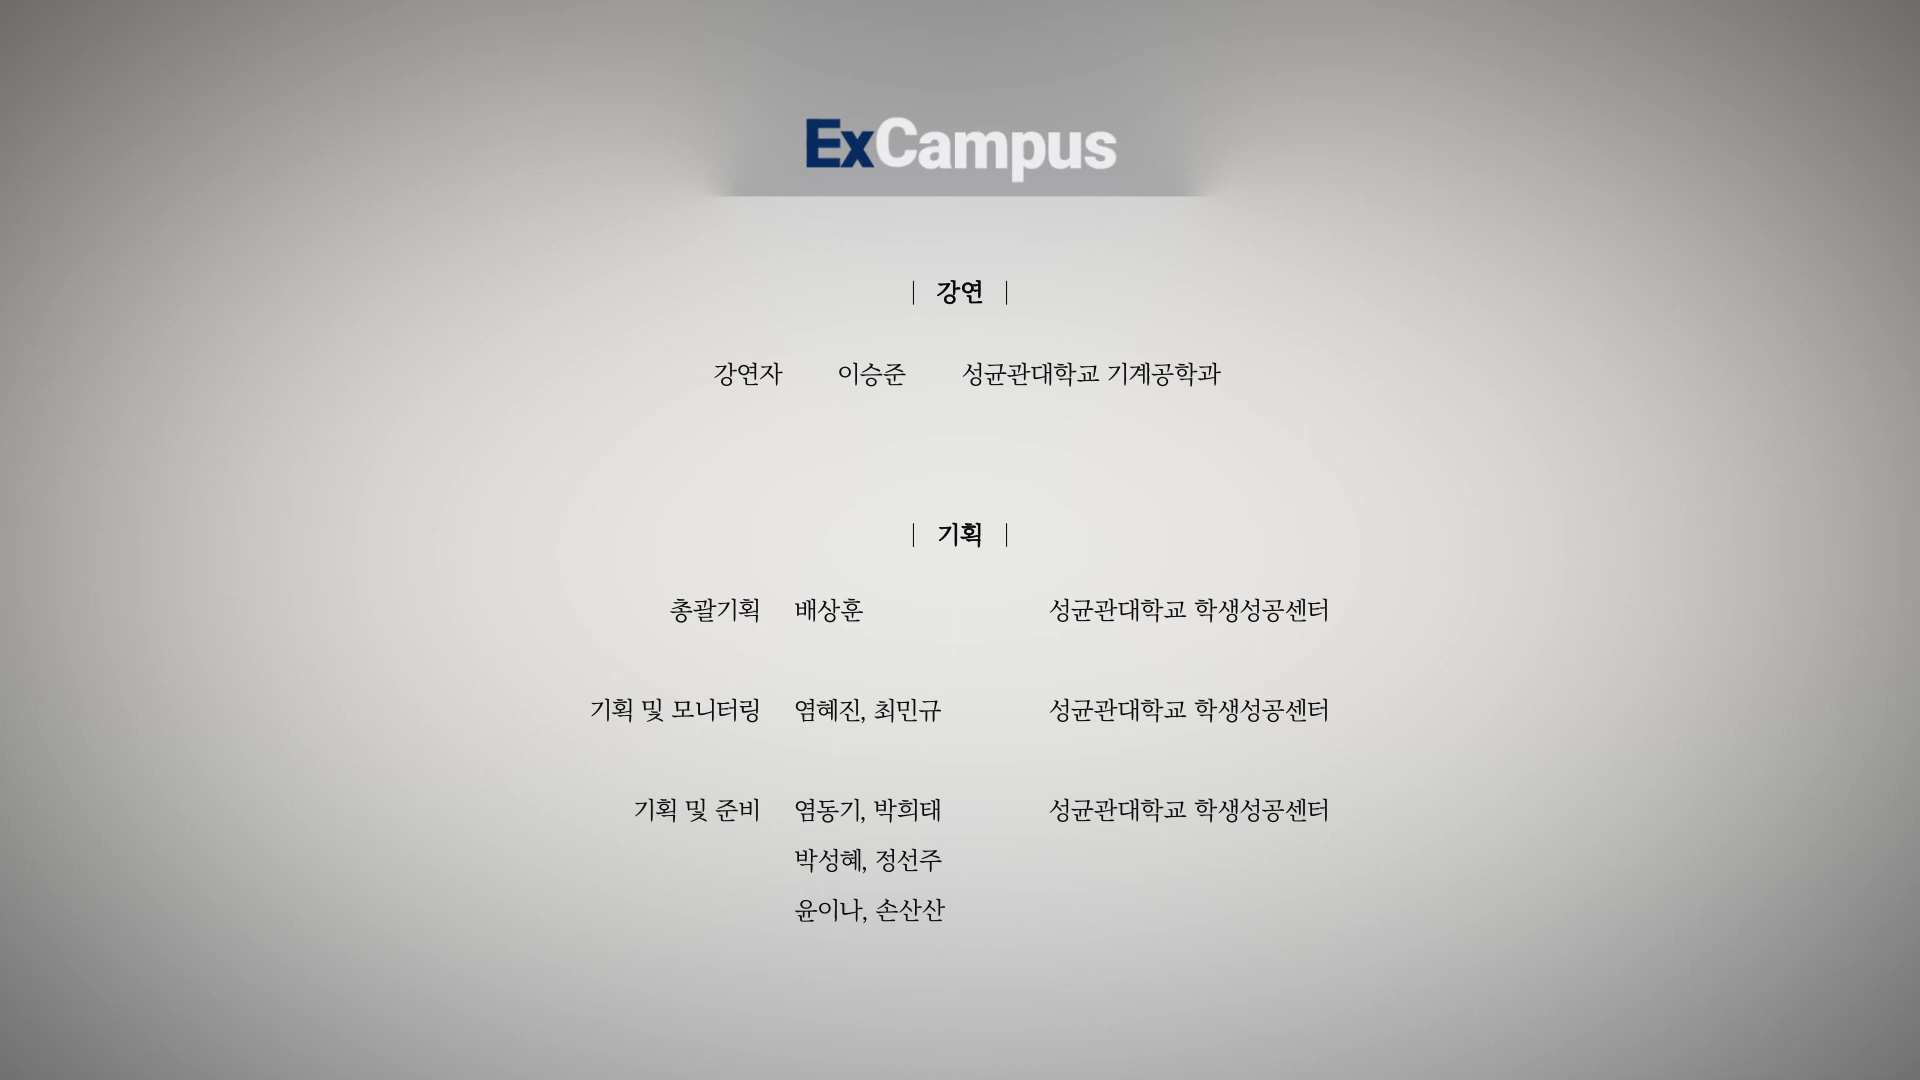 ExCampus
| 강연 |
강연자 이승준 성균관대학교 기계공학과
| 기획 |
총괄기획 배상훈 성균관대학교 학생성공센터
기획 및 모니터링 염혜진, 최민규 성균관대학교 학생성공센터
기획 및 준비 염동기, 박희태 성균관대학교 학생성공센터
박성혜, 정선주
윤이나, 손산산